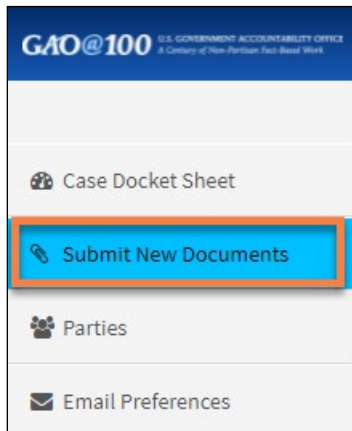 GAO@100 U.S. GOVERNMENT ACCOUNTABILITY OFFICE
A Century of Non-Partisan Fact-Based Work
Case Docket Sheet
Submit New Documents
Parties
Email Preferences